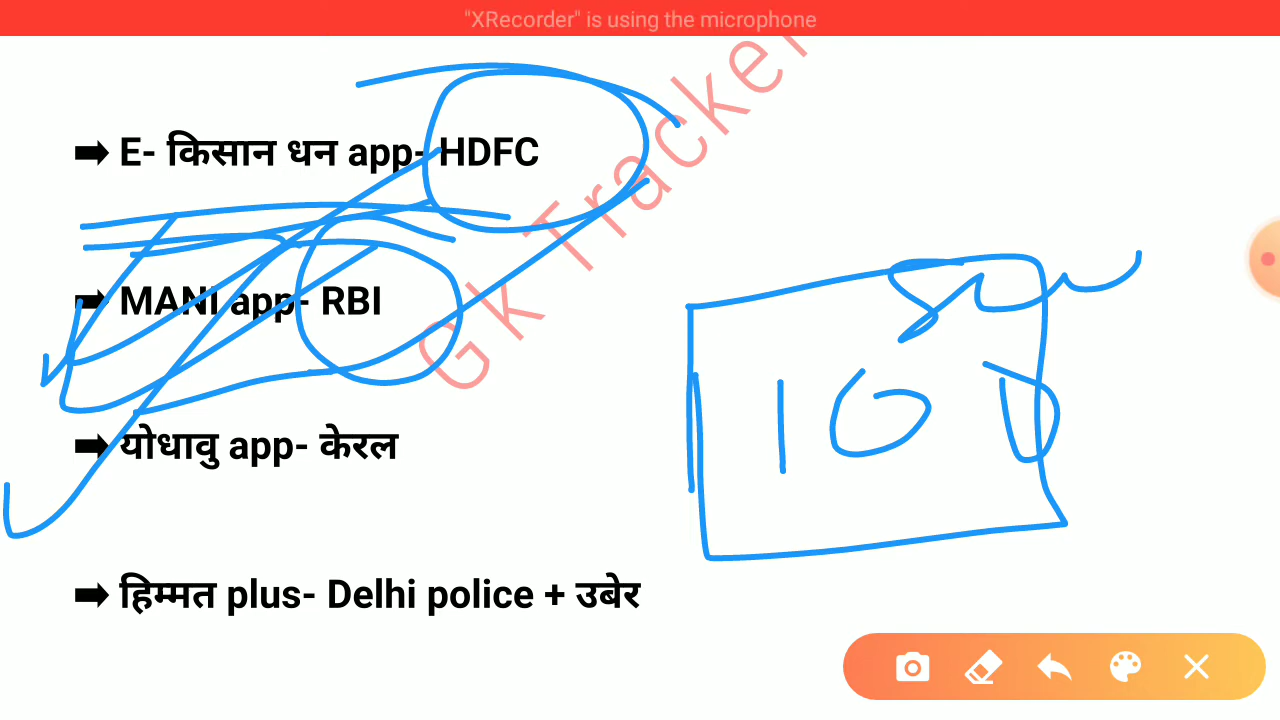 "XRecorder" is using the microphone
➡ E- किसान धन app- HDFC
➡ MANI app- RBI
➡ योधावु app- केरल
➡ हिम्मत plus- Delhi police + उबेर
Gk Tracker
100